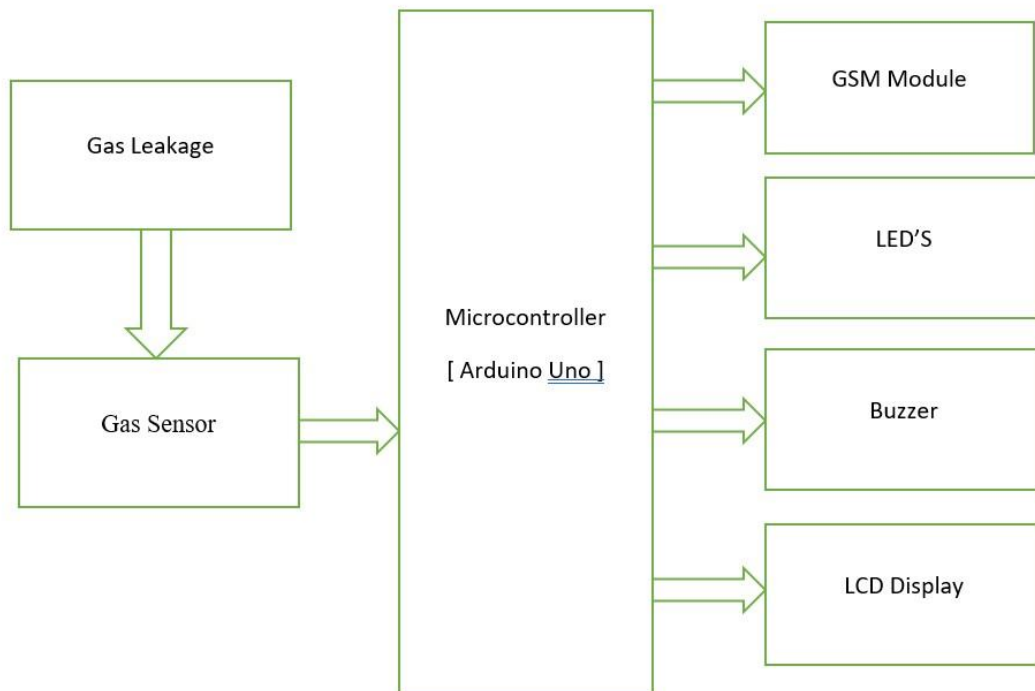 Gas Leakage
Gas Sensor
Microcontroller
[ Arduino Uno ]
GSM Module
LED'S
Buzzer
LCD Display